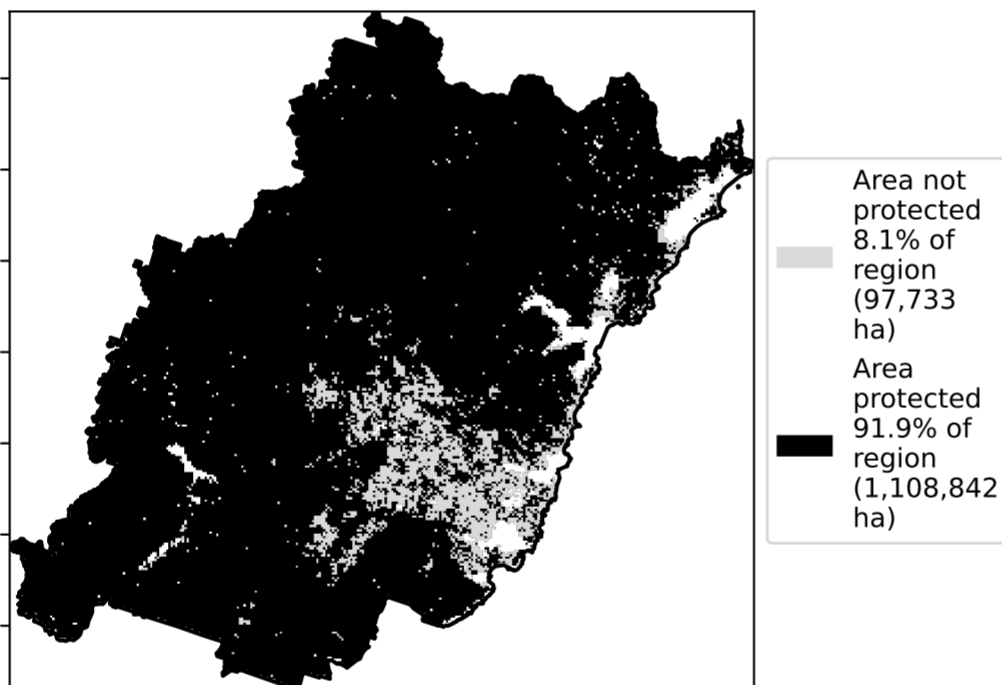 Area not
protected
8.1% of
region
(97,733
ha)
Area
protected
91.9% of
region
(1,108,842
ha)